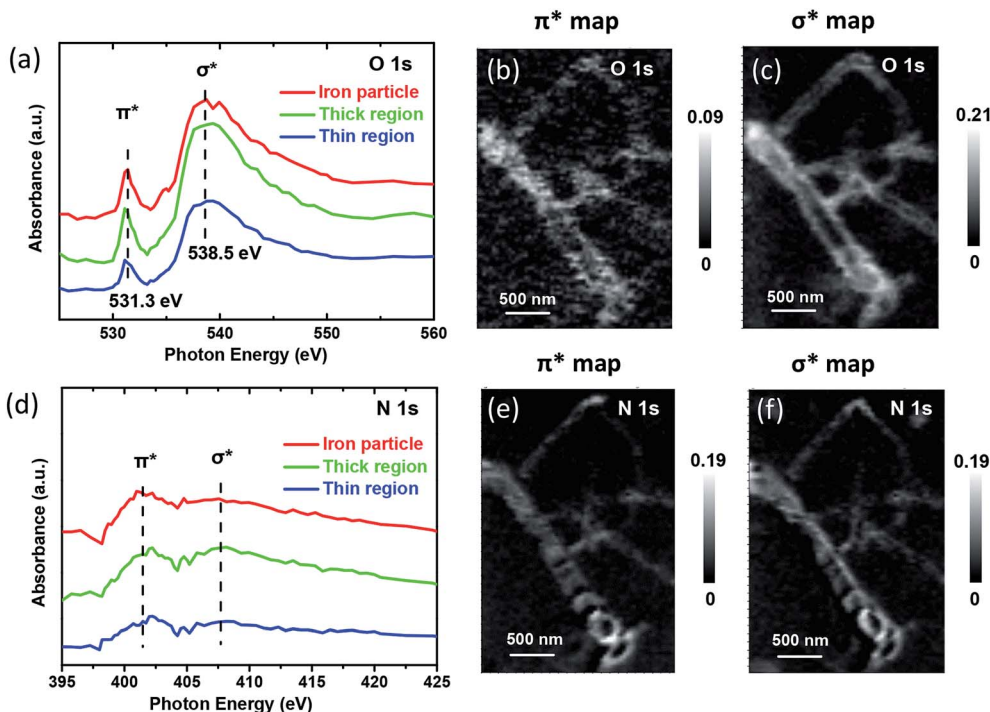 (a)
O 1s
σ*
π*
Iron particle
Thick region
Thin region
Absorbance (a.u.)
538.5 eV
531.3 eV
530
540
550
560
Photon Energy (eV)
π* map
(b)
O 1s
500 nm
0.09
0
σ* map
(c)
O 1s
500 nm
0.21
0
(d)
N 1s
Iron particle
Thick region
Thin region
π*
σ*
Absorbance (a.u.)
395
400
405
410
415
420
425
Photon Energy (eV)
π* map
(e)
N 1s
500 nm
0.19
0
σ* map
(f)
N 1s
500 nm
0.19
0